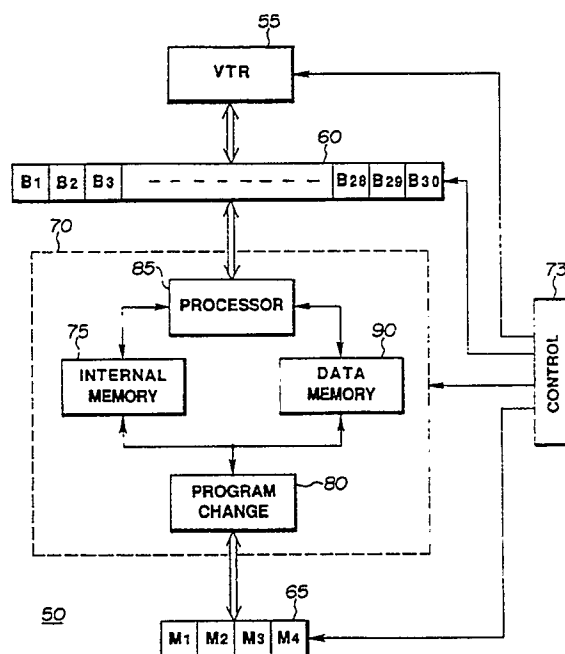 55
VTR
60
B1 B2 B3 B28 B29 B30
70
85
PROCESSOR
73
CONTROL
75
INTERNAL
MEMORY
90
DATA
MEMORY
PROGRAM
CHANGE
80
65
50
M1 M2 M3 M4